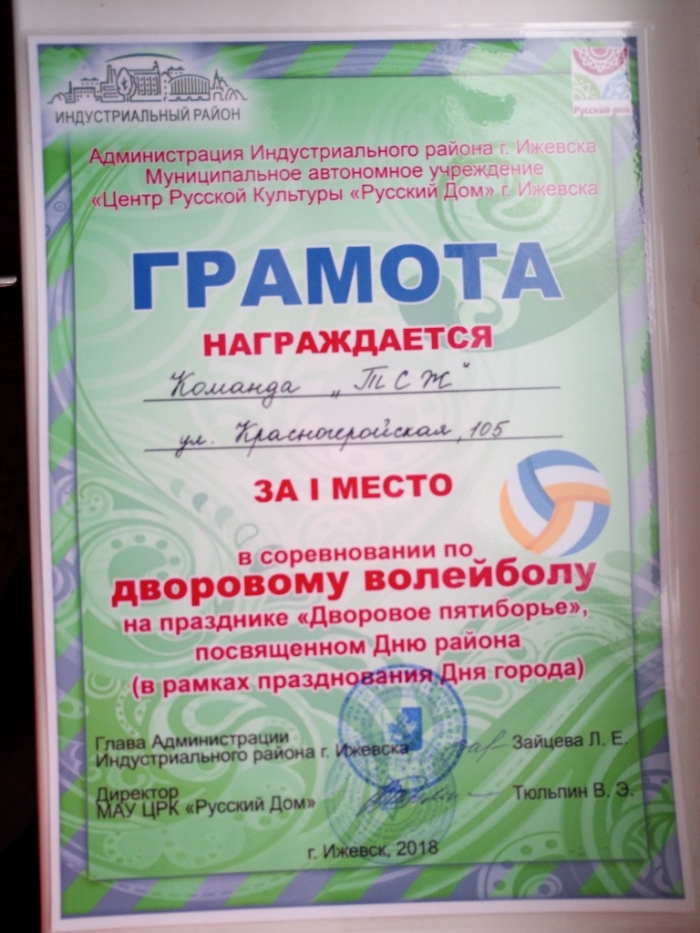 ИНДУСТРИАЛЬНЫЙ РАЙОН
Русский дом
Администрация Индустриального района г. Ижевска
Муниципальное автономное учреждение
«Центр Русской Культуры «Русский Дом» г. Ижевска
ГРАМОТА
НАГРАЖДАЕТСЯ
Команда „ТСЖ“
ул. Красногеройская, 105
ЗА I МЕСТО
в соревновании по
дворовому волейболу
на празднике «Дворовое пятиборье»,
посвященном Дню района
(в рамках празднования Дня города)
Глава Администрации
Индустриального района г. Ижевска
Зайцева Л. Е.
Директор
МАУ ЦРК «Русский Дом»
Тюльпин В. Э.
г. Ижевск, 2018